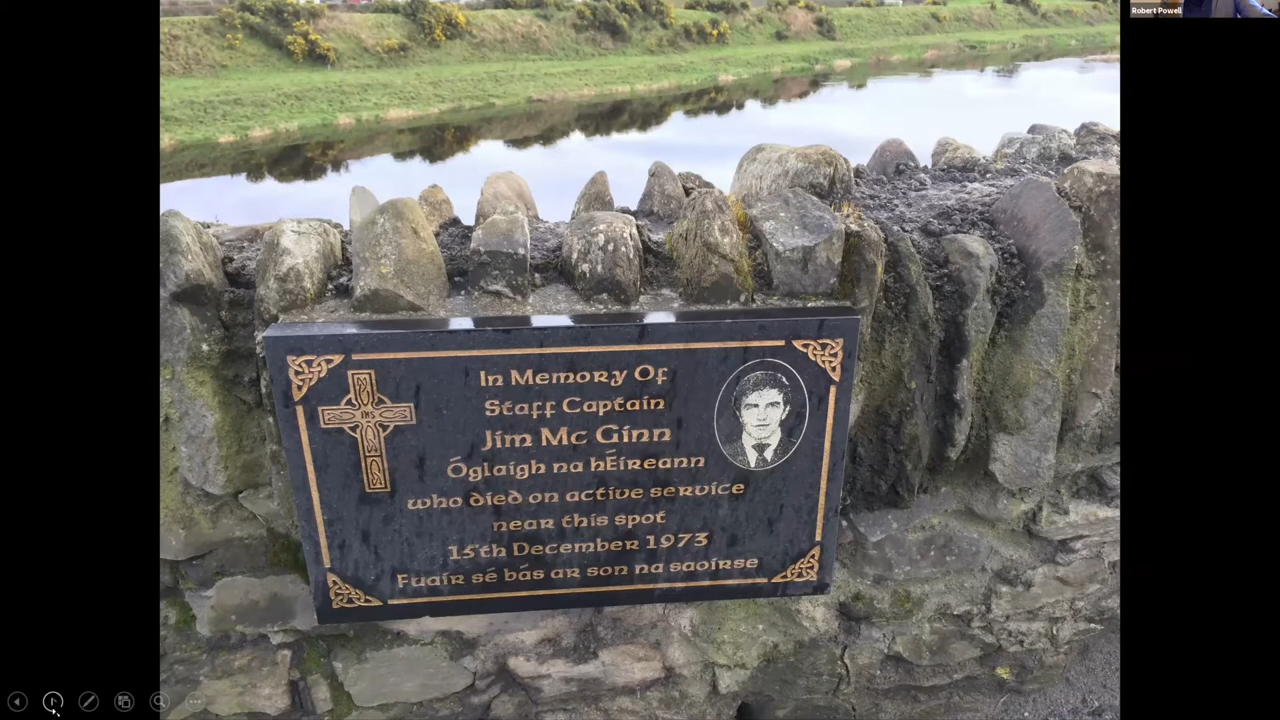 Robert Powell
In Memory Of
Staff Captain
Jim Mc Ginn
Óglaigh na hÉireann
who died on active service
near this spot
15th December 1973
Fuair sé bás ar son na saoirse
IHS